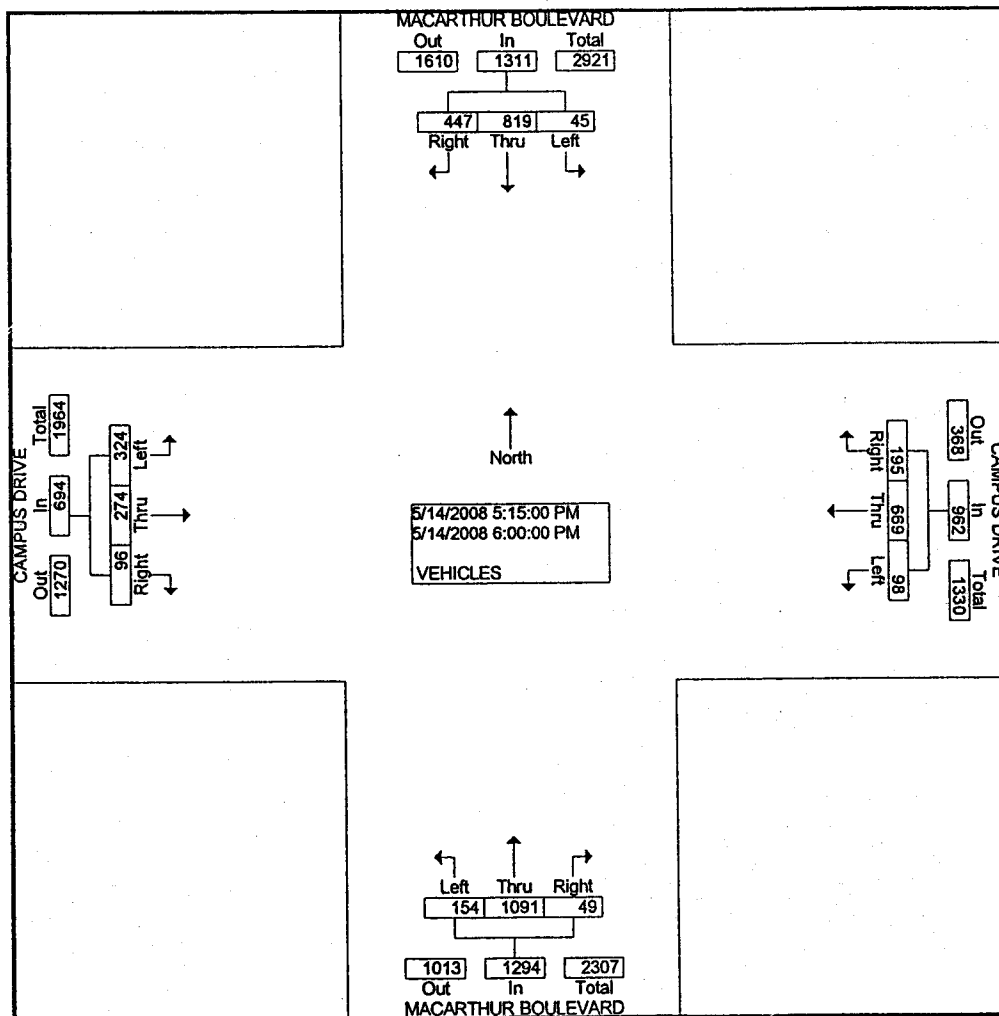 MACARTHUR BOULEVARD
Out In Total
1610 1311 2921
447 819 45
Right Thru Left
CAMPUS DRIVE
Total 1964
In 694
Out 1270
324 Left
274 Thru
96 Right
North
5/14/2008 5:15:00 PM
5/14/2008 6:00:00 PM
VEHICLES
Right 195
Thru 669
Left 98
Out 368
In 962
Total 1330
CAMPUS DRIVE
Left Thru Right
154 1091 49
1013 1294 2307
Out In Total
MACARTHUR BOULEVARD